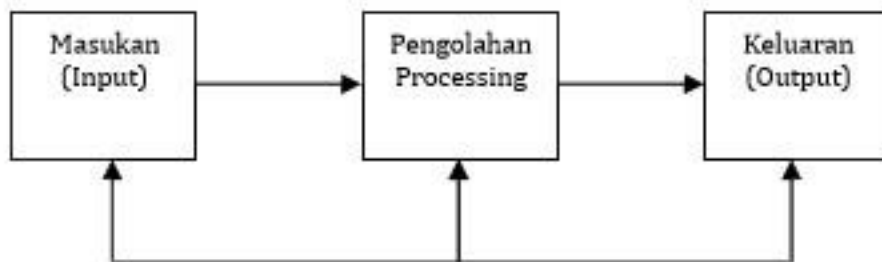 Masukan
(Input)
Pengolahan
Processing
Keluaran
(Output)